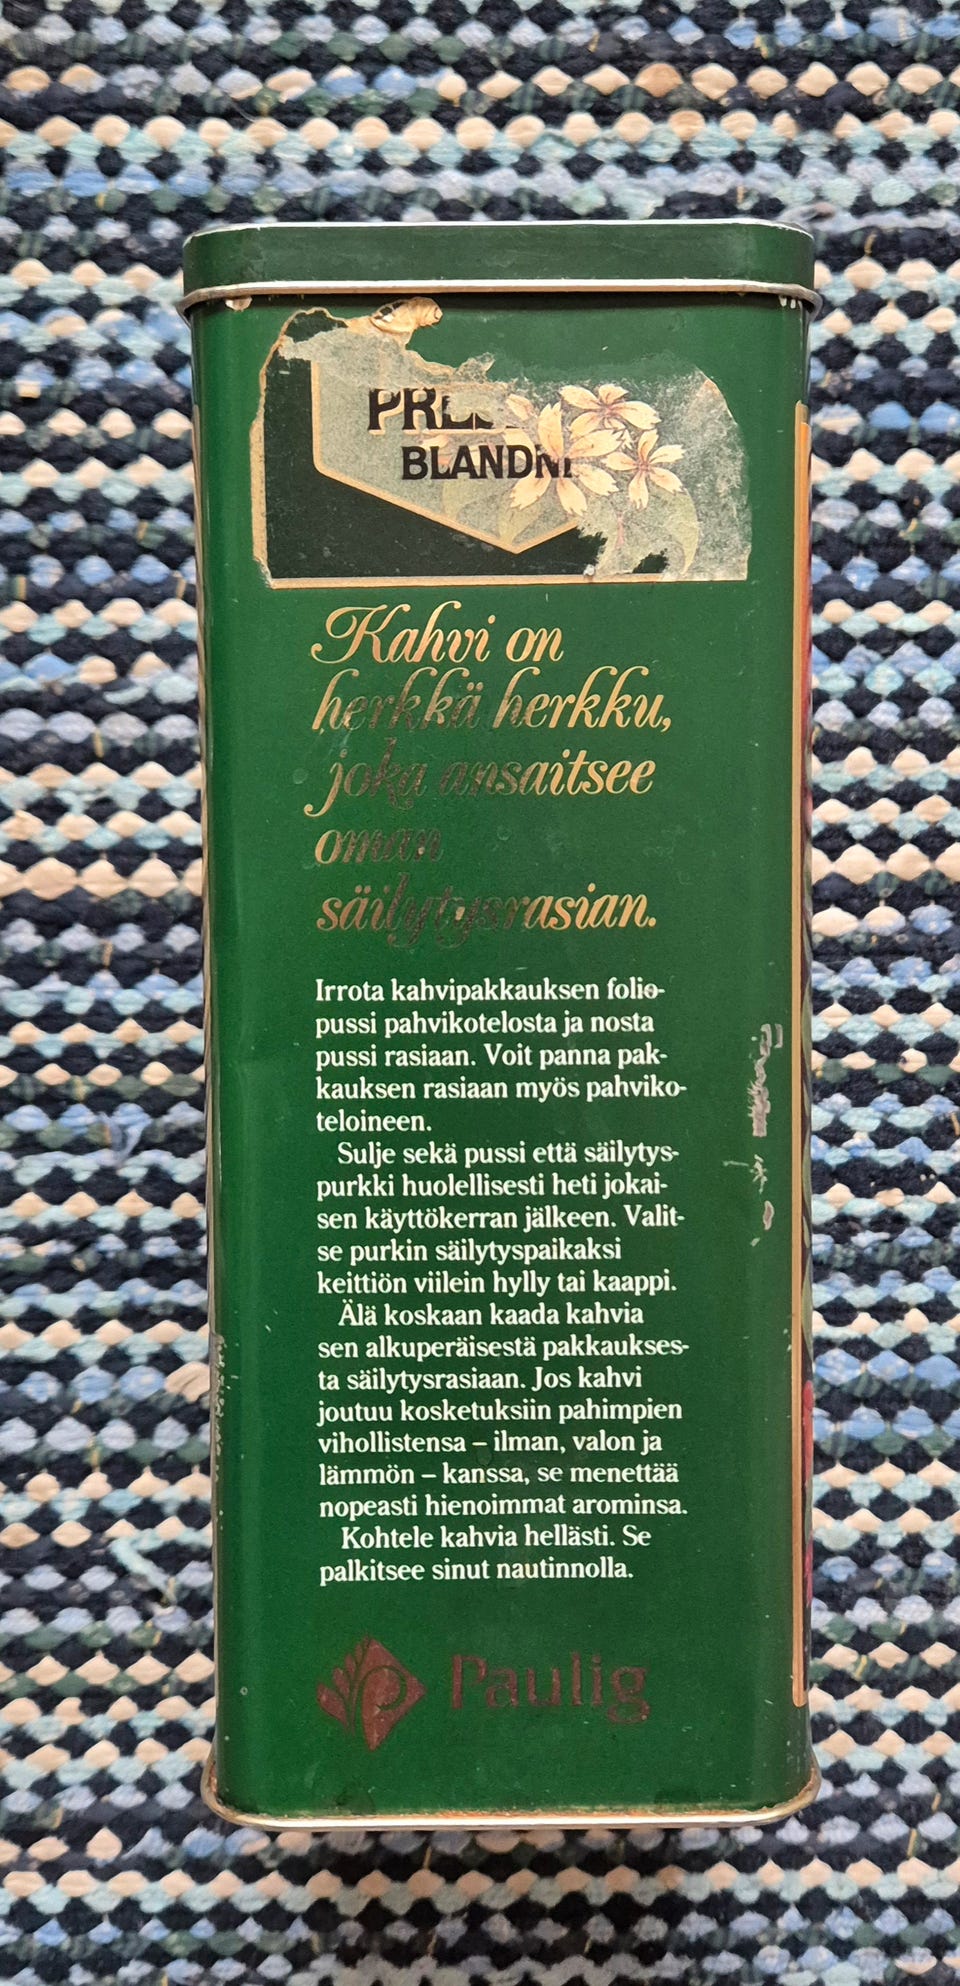 BLANDNI
Kahvi on
herkkä herkku,
joka ansaitsee
oman
säilytysrasian.
Irrota kahvipakkauksen folio-
pussi pahvikotelosta ja nosta
pussi rasiaan. Voit panna pak-
kauksen rasiaan myös pahviko-
teloineen.
Sulje sekä pussi että säilytys-
purkki huolellisesti heti jokai-
sen käyttökerran jälkeen. Valit-
se purkin säilytyspaikaksi
keittiön viilein hylly tai kaappi.
Älä koskaan kaada kahvia
sen alkuperäisestä pakkaukses-
ta säilytysrasiaan. Jos kahvi
joutuu kosketuksiin pahimpien
vihollistensa – ilman, valon ja
lämmön – kanssa, se menettää
nopeasti hienoimmat arominsa.
Kohtele kahvia hellästi. Se
palkitsee sinut nautinnolla.
Paulig